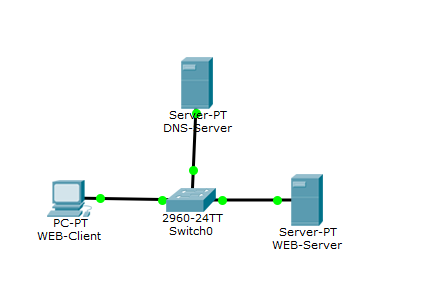 Server-PT
DNS-Server
PC-PT
WEB-Client
2960-24TT
Switch0
Server-PT
WEB-Server